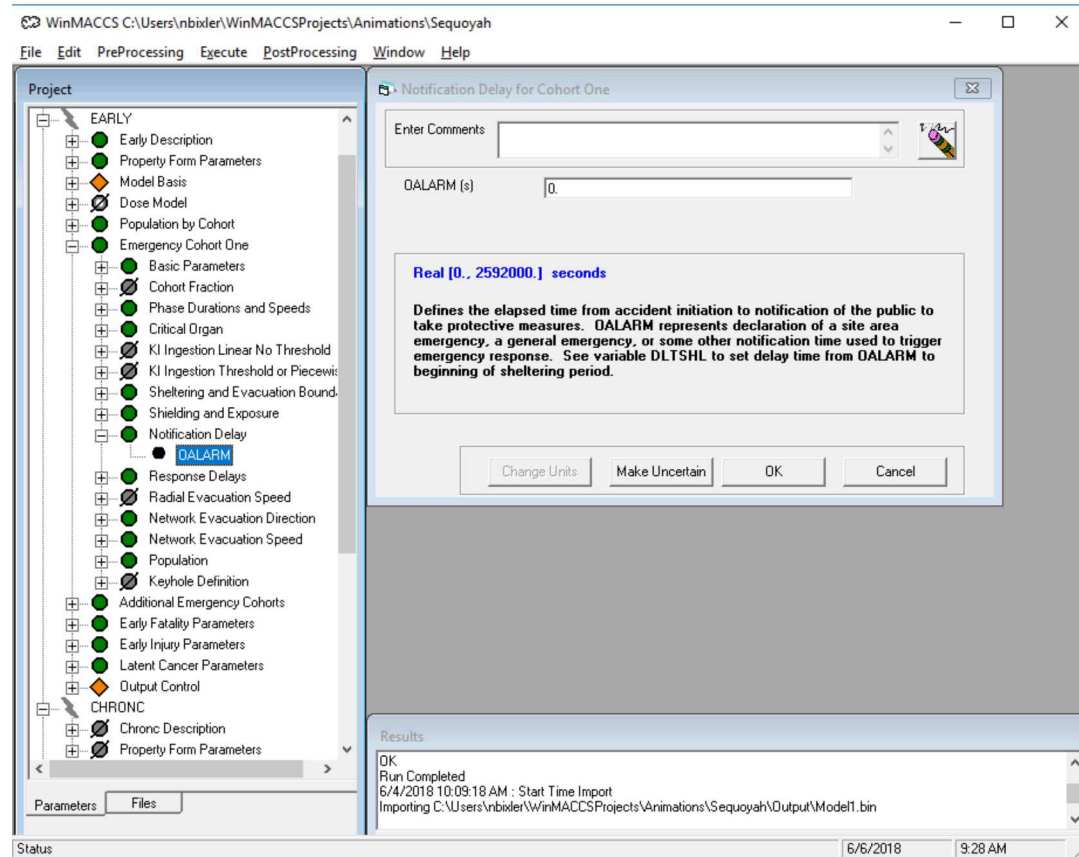 WinMACCS C:\Users\nbixler\WinMACCSProjects\Animations\Sequoyah
File Edit PreProcessing Execute PostProcessing Window Help
Project
EARLY
Early Description
Property Form Parameters
Model Basis
Dose Model
Population by Cohort
Emergency Cohort One
Basic Parameters
Cohort Fraction
Phase Durations and Speeds
Critical Organ
KI Ingestion Linear No Threshold
KI Ingestion Threshold or Piecewis
Sheltering and Evacuation Bound
Shielding and Exposure
Notification Delay
OALARM
Response Delays
Radial Evacuation Speed
Network Evacuation Direction
Network Evacuation Speed
Population
Keyhole Definition
Additional Emergency Cohorts
Early Fatality Parameters
Early Injury Parameters
Latent Cancer Parameters
Output Control
CHRONC
Chronc Description
Property Form Parameters
Parameters Files
Notification Delay for Cohort One
Enter Comments
OALARM (s) 0.
Real [0., 2592000.] seconds
Defines the elapsed time from accident initiation to notification of the public to
take protective measures. OALARM represents declaration of a site area
emergency, a general emergency, or some other notification time used to trigger
emergency response. See variable DLTSHL to set delay time from OALARM to
beginning of sheltering period.
Change Units Make Uncertain OK Cancel
Results
OK
Run Completed
6/4/2018 10:09:18 AM : Start Time Import
Importing C:\Users\nbixler\WinMACCSProjects\Animations\Sequoyah\Output\Model1.bin
Status 6/6/2018 9:28 AM